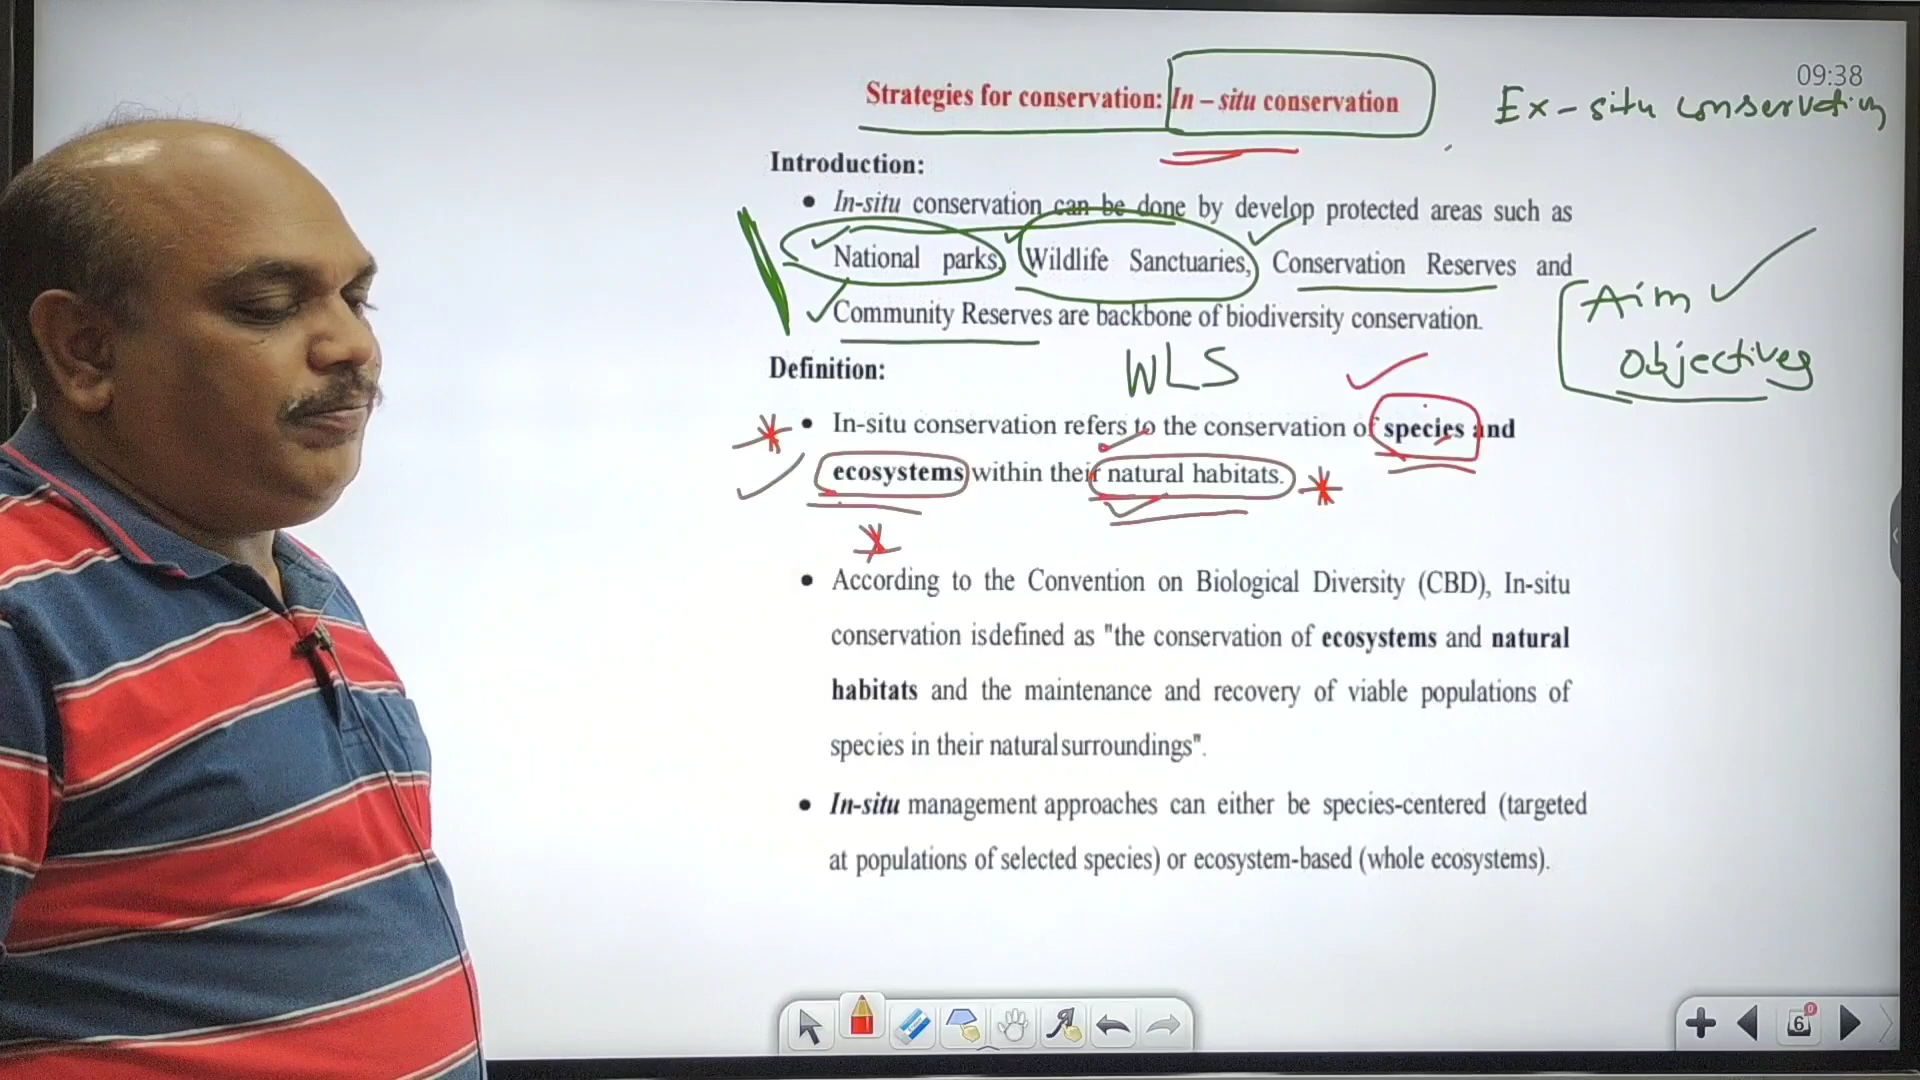 09:38
Strategies for conservation: In – situ conservation
Ex-situ conservation
Introduction:
• In-situ conservation can be done by develop protected areas such as
National parks, Wildlife Sanctuaries, Conservation Reserves and
Community Reserves are backbone of biodiversity conservation.
Aim
Objectives
Definition:
WLS
• In-situ conservation refers to the conservation of species and
ecosystems within their natural habitats.
• According to the Convention on Biological Diversity (CBD), In-situ
conservation isdefined as "the conservation of ecosystems and natural
habitats and the maintenance and recovery of viable populations of
species in their natural surroundings".
• In-situ management approaches can either be species-centered (targeted
at populations of selected species) or ecosystem-based (whole ecosystems).
6
0